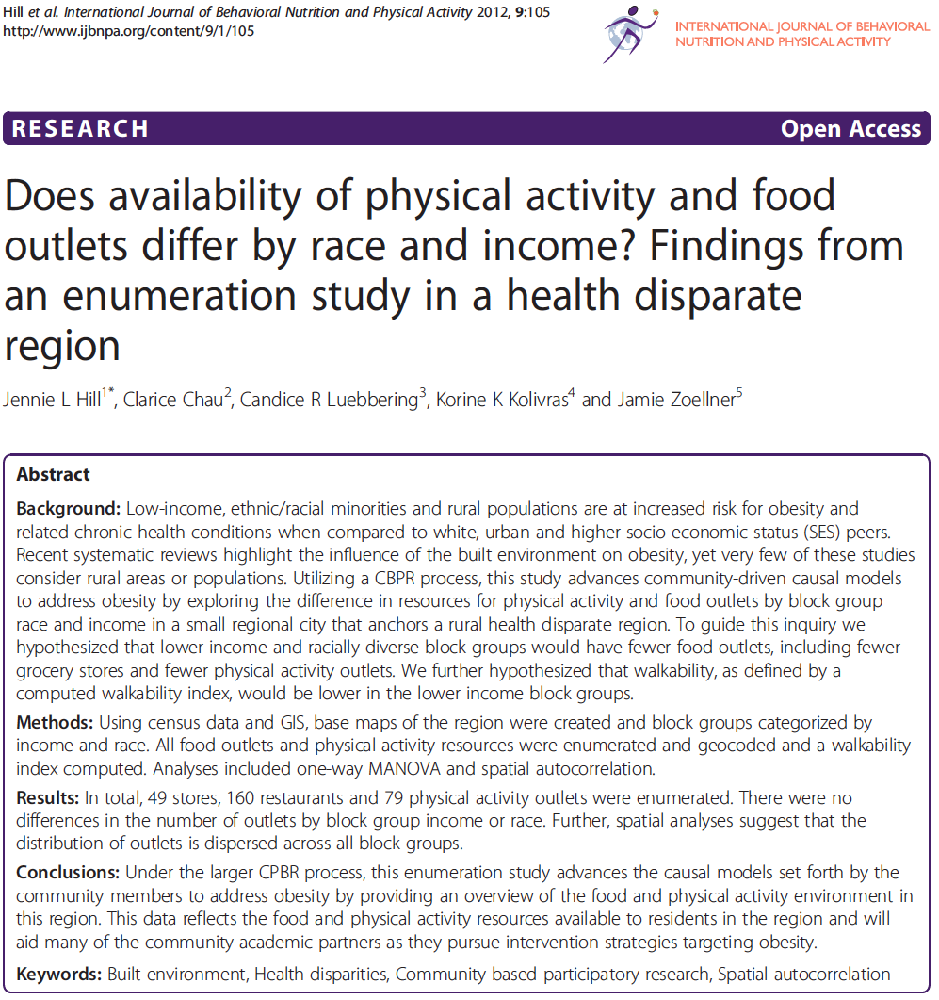 Hill et al. International Journal of Behavioral Nutrition and Physical Activity 2012, 9:105
http://www.ijbnpa.org/content/9/1/105
INTERNATIONAL JOURNAL OF BEHAVIORAL
NUTRITION AND PHYSICAL ACTIVITY
RESEARCH Open Access
Does availability of physical activity and food
outlets differ by race and income? Findings from
an enumeration study in a health disparate
region
Jennie L Hill1*, Clarice Chau2, Candice R Luebbering3, Korine K Kolivras4 and Jamie Zoellner5
Abstract
Background: Low-income, ethnic/racial minorities and rural populations are at increased risk for obesity and
related chronic health conditions when compared to white, urban and higher-socio-economic status (SES) peers.
Recent systematic reviews highlight the influence of the built environment on obesity, yet very few of these studies
consider rural areas or populations. Utilizing a CBPR process, this study advances community-driven causal models
to address obesity by exploring the difference in resources for physical activity and food outlets by block group
race and income in a small regional city that anchors a rural health disparate region. To guide this inquiry we
hypothesized that lower income and racially diverse block groups would have fewer food outlets, including fewer
grocery stores and fewer physical activity outlets. We further hypothesized that walkability, as defined by a
computed walkability index, would be lower in the lower income block groups.
Methods: Using census data and GIS, base maps of the region were created and block groups categorized by
income and race. All food outlets and physical activity resources were enumerated and geocoded and a walkability
index computed. Analyses included one-way MANOVA and spatial autocorrelation.
Results: In total, 49 stores, 160 restaurants and 79 physical activity outlets were enumerated. There were no
differences in the number of outlets by block group income or race. Further, spatial analyses suggest that the
distribution of outlets is dispersed across all block groups.
Conclusions: Under the larger CPBR process, this enumeration study advances the causal models set forth by the
community members to address obesity by providing an overview of the food and physical activity environment in
this region. This data reflects the food and physical activity resources available to residents in the region and will
aid many of the community-academic partners as they pursue intervention strategies targeting obesity.
Keywords: Built environment, Health disparities, Community-based participatory research, Spatial autocorrelation